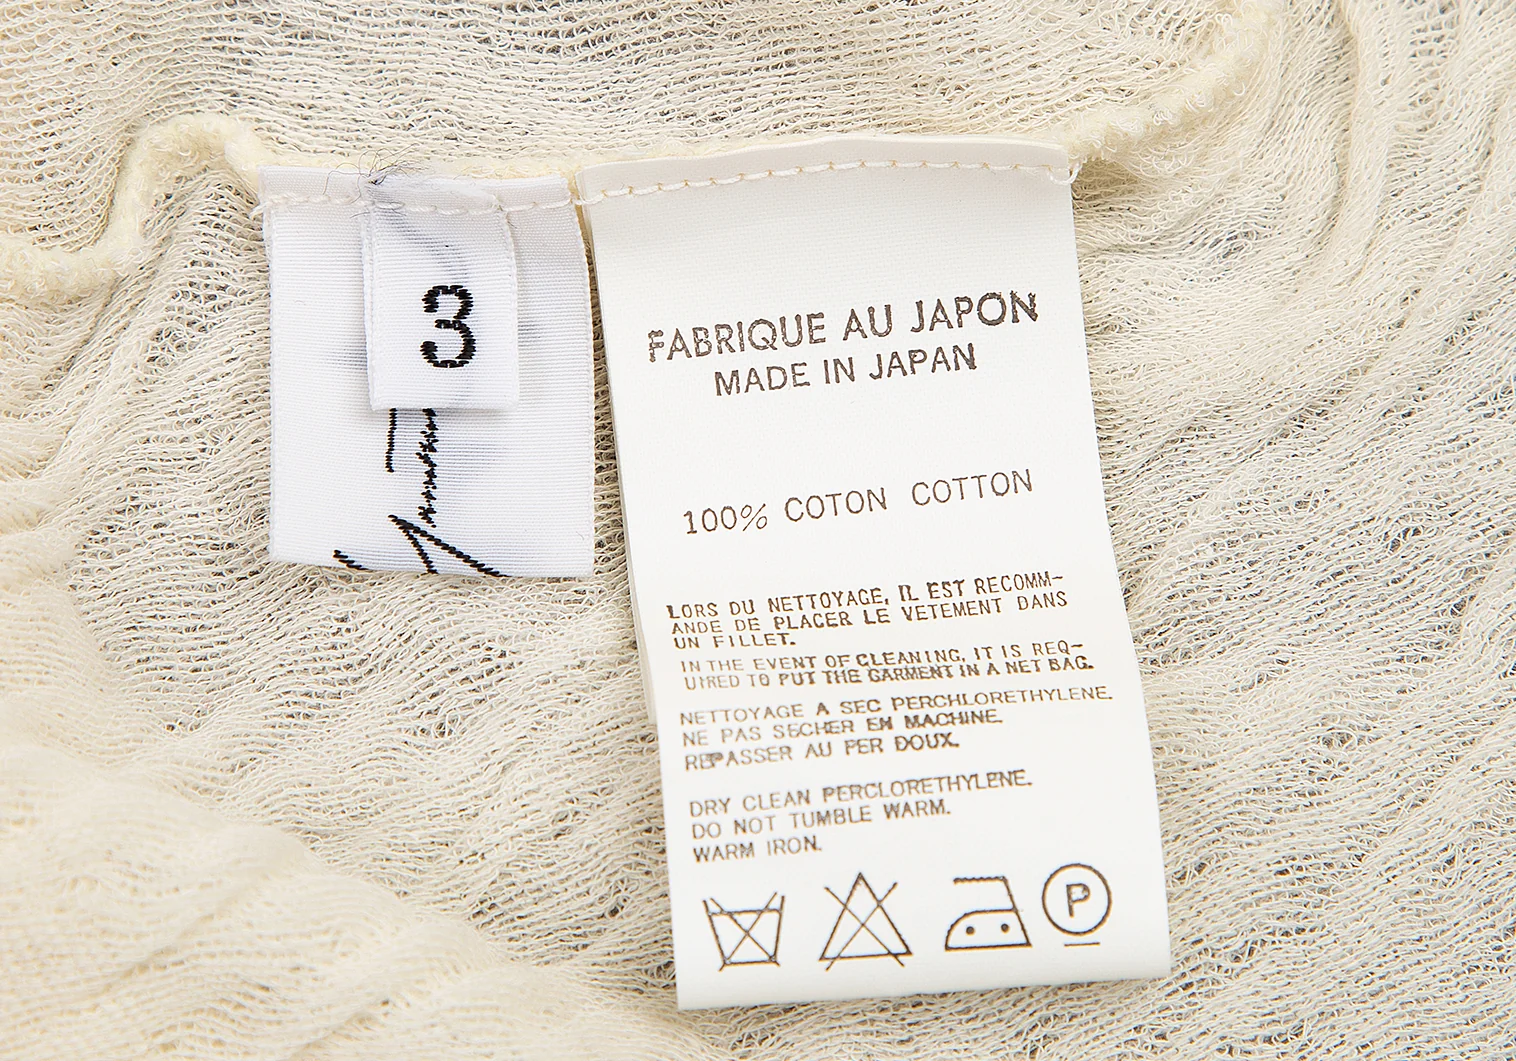 3
FABRIQUE AU JAPON
MADE IN JAPAN
100% COTON COTTON
LORS DU NETTOYAGE, IL EST RECOMM-
ANDE DE PLACER LE VETEMENT DANS
UN FILLET.
IN THE EVENT OF CLEANING, IT IS REQ-
UIRED TO PUT THE GARMENT IN A NET BAG.
NETTOYAGE A SEC PERCHLORETHYLENE.
NE PAS SECHER EN MACHINE.
REPASSER AU FER DOUX.
DRY CLEAN PERCLORETHYLENE.
DO NOT TUMBLE WARM.
WARM IRON.
P